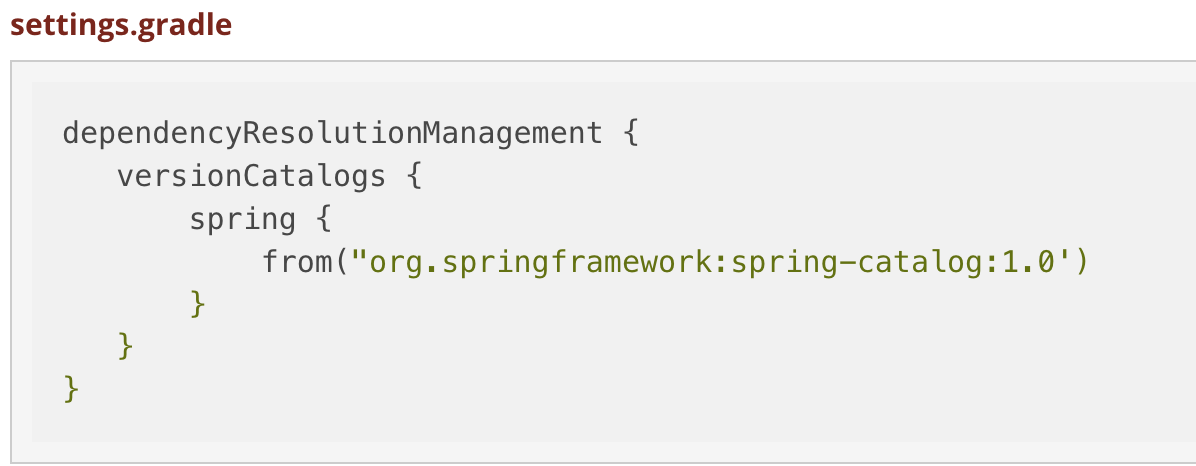 settings.gradle
dependencyResolutionManagement {
   versionCatalogs {
       spring {
           from("org.springframework:spring-catalog:1.0')
       }
   }
}